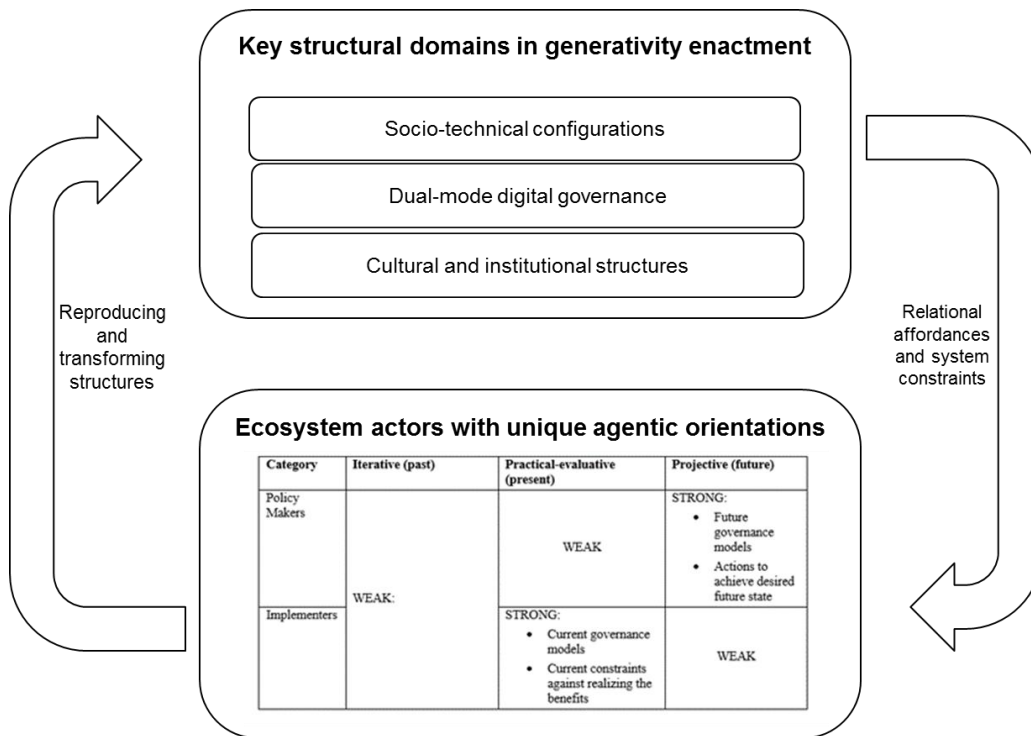 Key structural domains in generativity enactment
Socio-technical configurations
Dual-mode digital governance
Cultural and institutional structures
Reproducing
and
transforming
structures
Relational
affordances
and system
constraints
Ecosystem actors with unique agentic orientations
Category
Iterative (past)
Practical-evaluative
(present)
Projective (future)
Policy
Makers
WEAK:
WEAK
STRONG:
• Future
governance
models
• Actions to
achieve desired
future state
Implementers
STRONG:
• Current governance
models
• Current constraints
against realizing the
benefits
WEAK